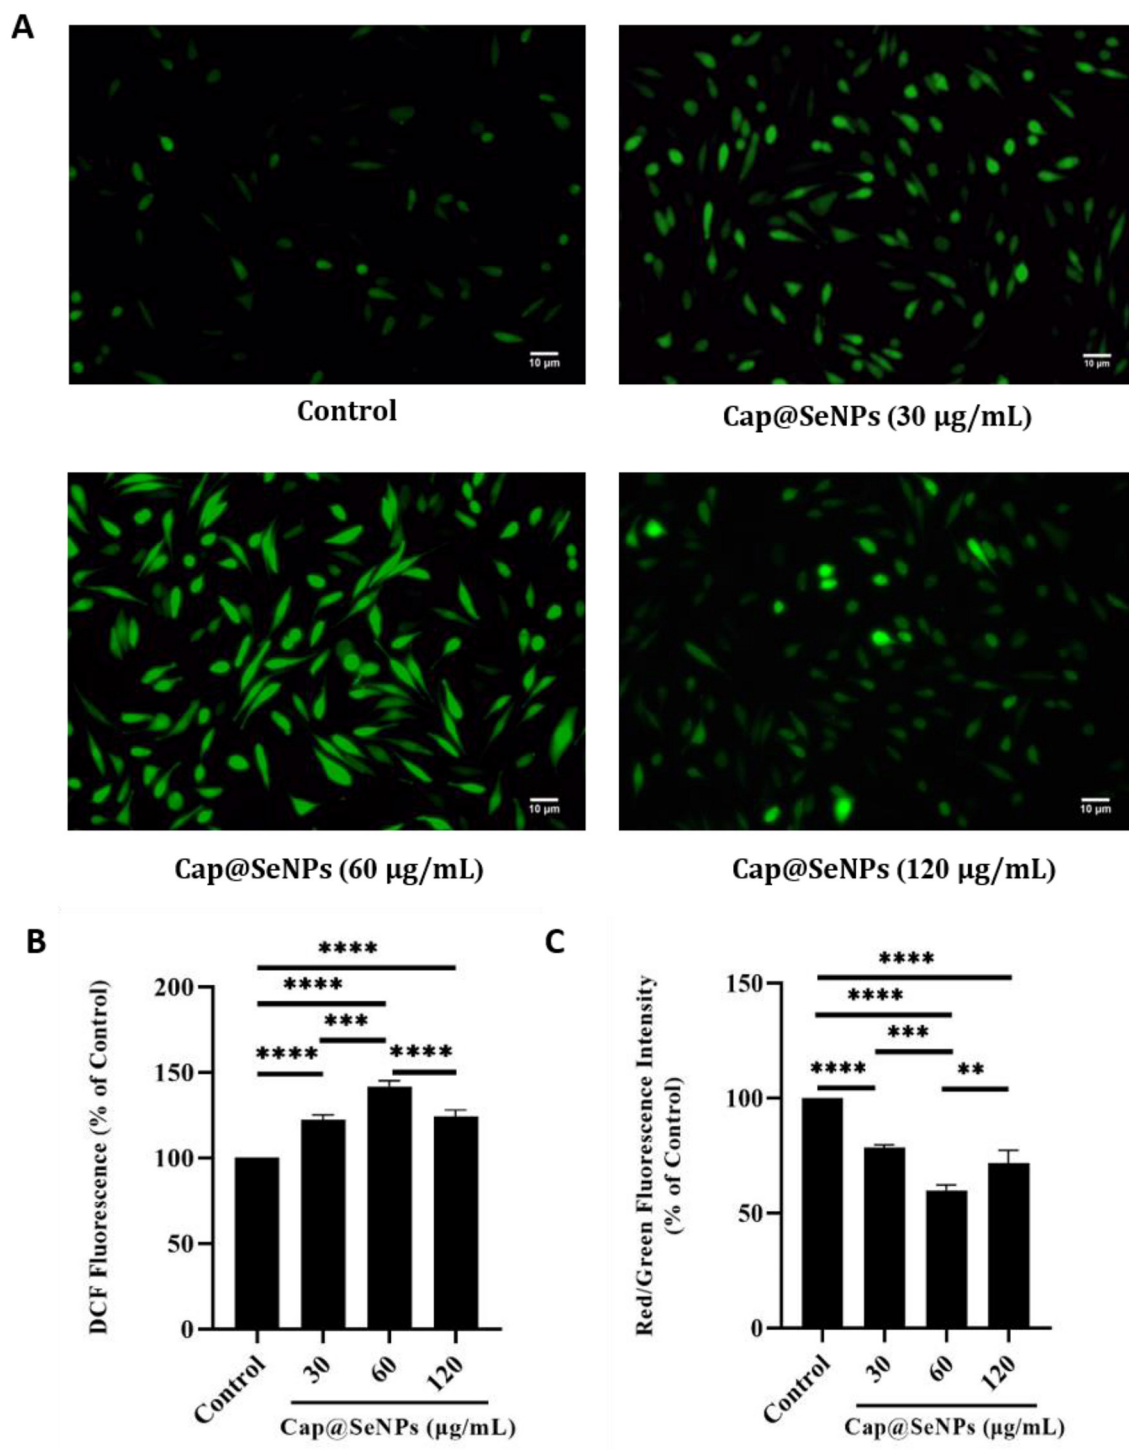 A
10 μm
10 μm
Control
Cap@SeNPs (30 μg/mL)
10 μm
10 μm
Cap@SeNPs (60 μg/mL)
Cap@SeNPs (120 μg/mL)
B
DCF Fluorescence (% of Control)
200
150
100
50
0
****
****
***
****
****
Control
30
60
120
Cap@SeNPs (μg/mL)
C
Red/Green Fluorescence Intensity
(% of Control)
150
100
50
0
****
****
***
****
**
Control
30
60
120
Cap@SeNPs (μg/mL)